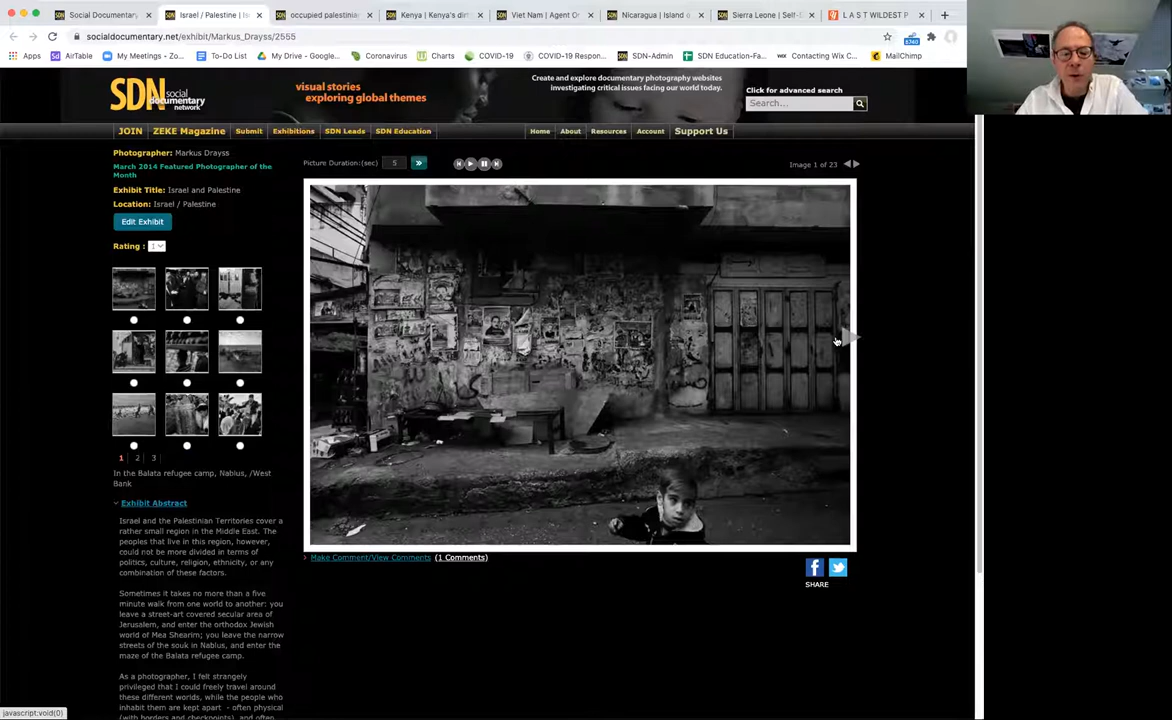 Social Documentary
Israel / Palestine |
occupied palestinia
Kenya | Kenya's dir
Viet Nam | Agent O
Nicaragua | Island o
Sierra Leone | Self-
L A S T WILDEST P
socialdocumentary.net/exhibit/Markus_Drayss/2555
Apps
AirTable
My Meetings - Zo...
To-Do List
My Drive - Google...
Coronavirus
Charts
COVID-19
COVID-19 Respon...
SDN-Admin
SDN Education-Fa...
Contacting Wix C...
MailChimp
SDN social documentary network
visual stories
exploring global themes
Create and explore documentary photography websites
investigating critical issues facing our world today.
Click for advanced search
Search...
JOIN
ZEKE Magazine
Submit
Exhibitions
SDN Leads
SDN Education
Home
About
Resources
Account
Support Us
Photographer: Markus Drayss
March 2014 Featured Photographer of the
Month
Exhibit Title: Israel and Palestine
Location: Israel / Palestine
Edit Exhibit
Rating : 1
Picture Duration:(sec) 5
Image 1 of 23
1 2 3
In the Balata refugee camp, Nablus, /West
Bank
Exhibit Abstract
Israel and the Palestinian Territories cover a
rather small region in the Middle East. The
peoples that live in this region, however,
could not be more divided in terms of
politics, culture, religion, ethnicity, or any
combination of these factors.
Sometimes it takes no more than a five
minute walk from one world to another: you
leave a street-art covered secular area of
Jerusalem, and enter the orthodox Jewish
world of Mea Shearim; you leave the narrow
streets of the souk in Nablus, and enter the
maze of the Balata refugee camp.
As a photographer, I felt strangely
privileged that I could freely travel around
these different worlds, while the people who
inhabit them are kept apart - often physical
(with borders and checkpoints), and often
Make Comment/View Comments (1 Comments)
SHARE
javascript:void(0)